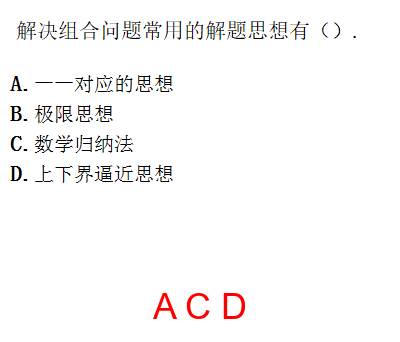 解决组合问题常用的解题思想有（）.
A. 一一对应的思想
B. 极限思想
C. 数学归纳法
D. 上下界逼近思想
A C D